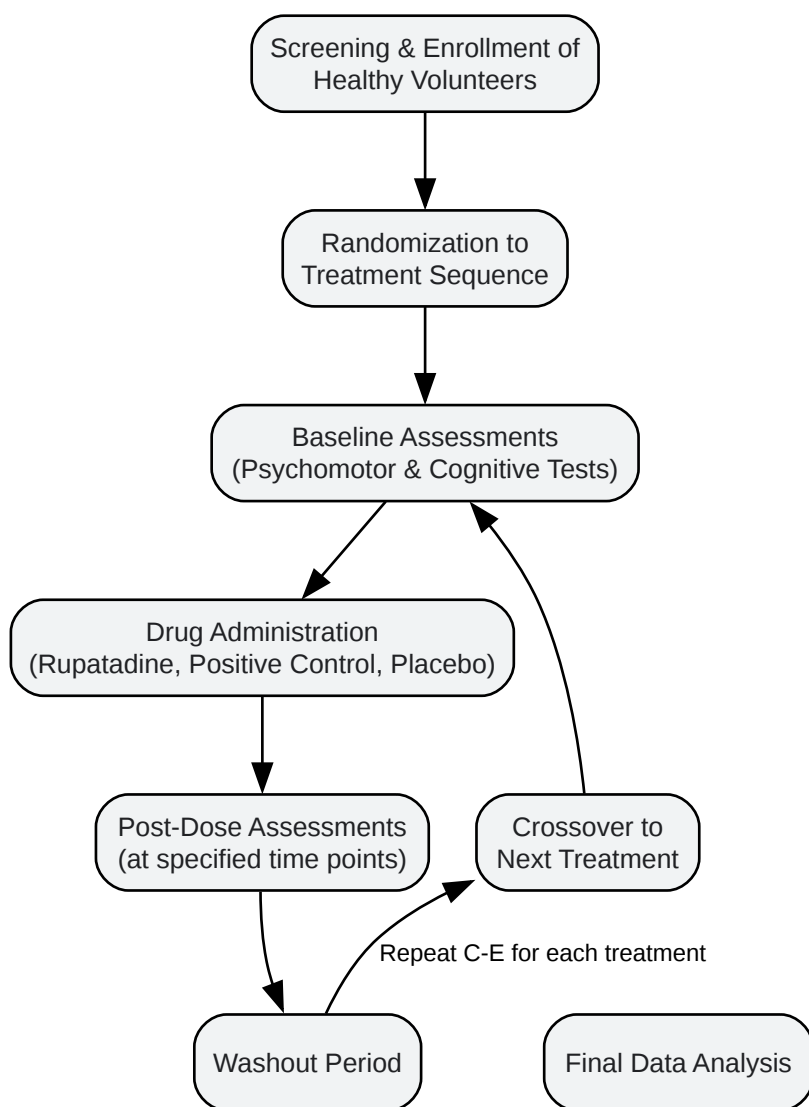 Screening & Enrollment of
Healthy Volunteers
Randomization to
Treatment Sequence
Baseline Assessments
(Psychomotor & Cognitive Tests)
Drug Administration
(Rupatadine, Positive Control, Placebo)
Post-Dose Assessments
(at specified time points)
Crossover to
Next Treatment
Repeat C-E for each treatment
Washout Period
Final Data Analysis